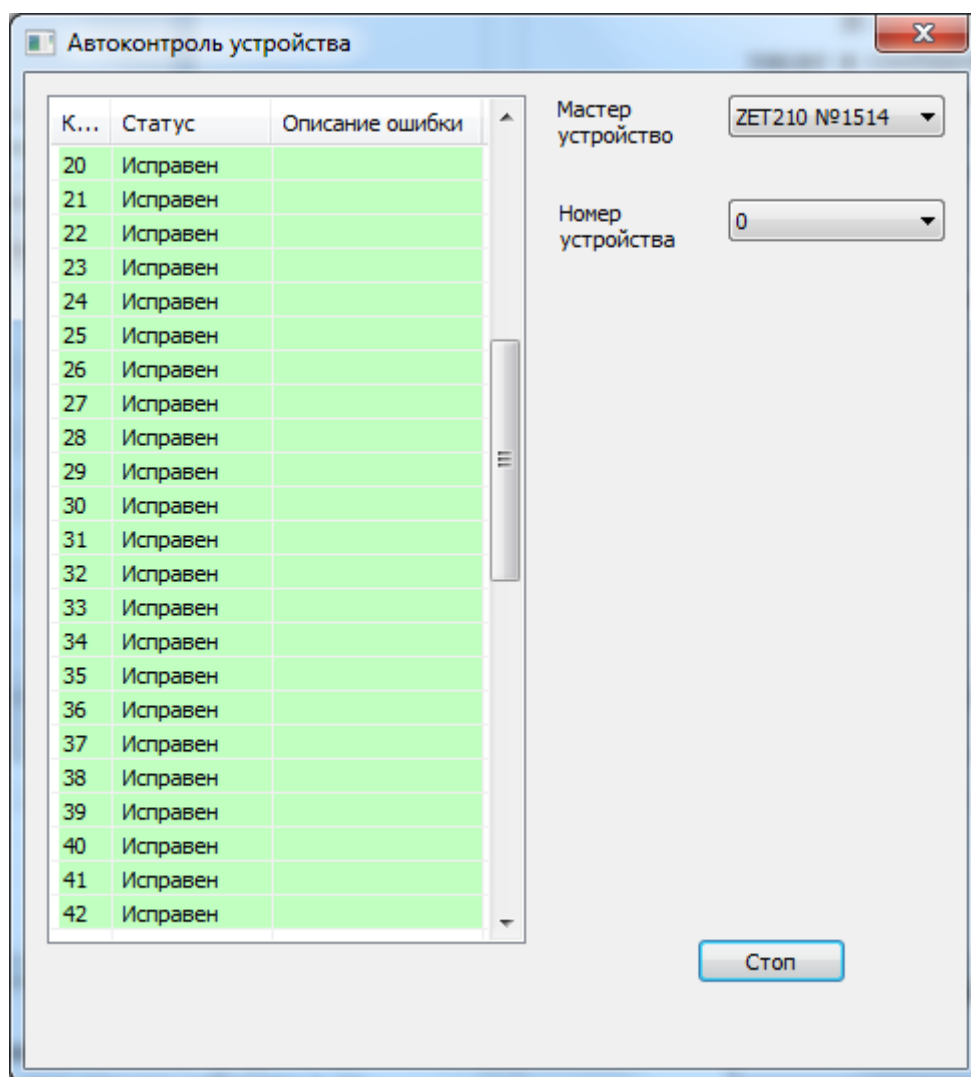 Автоконтроль устройства
К... Статус Описание ошибки
20 Исправен
21 Исправен
22 Исправен
23 Исправен
24 Исправен
25 Исправен
26 Исправен
27 Исправен
28 Исправен
29 Исправен
30 Исправен
31 Исправен
32 Исправен
33 Исправен
34 Исправен
35 Исправен
36 Исправен
37 Исправен
38 Исправен
39 Исправен
40 Исправен
41 Исправен
42 Исправен
Мастер
устройство
ZET210 №1514
Номер
устройства
0
Стоп